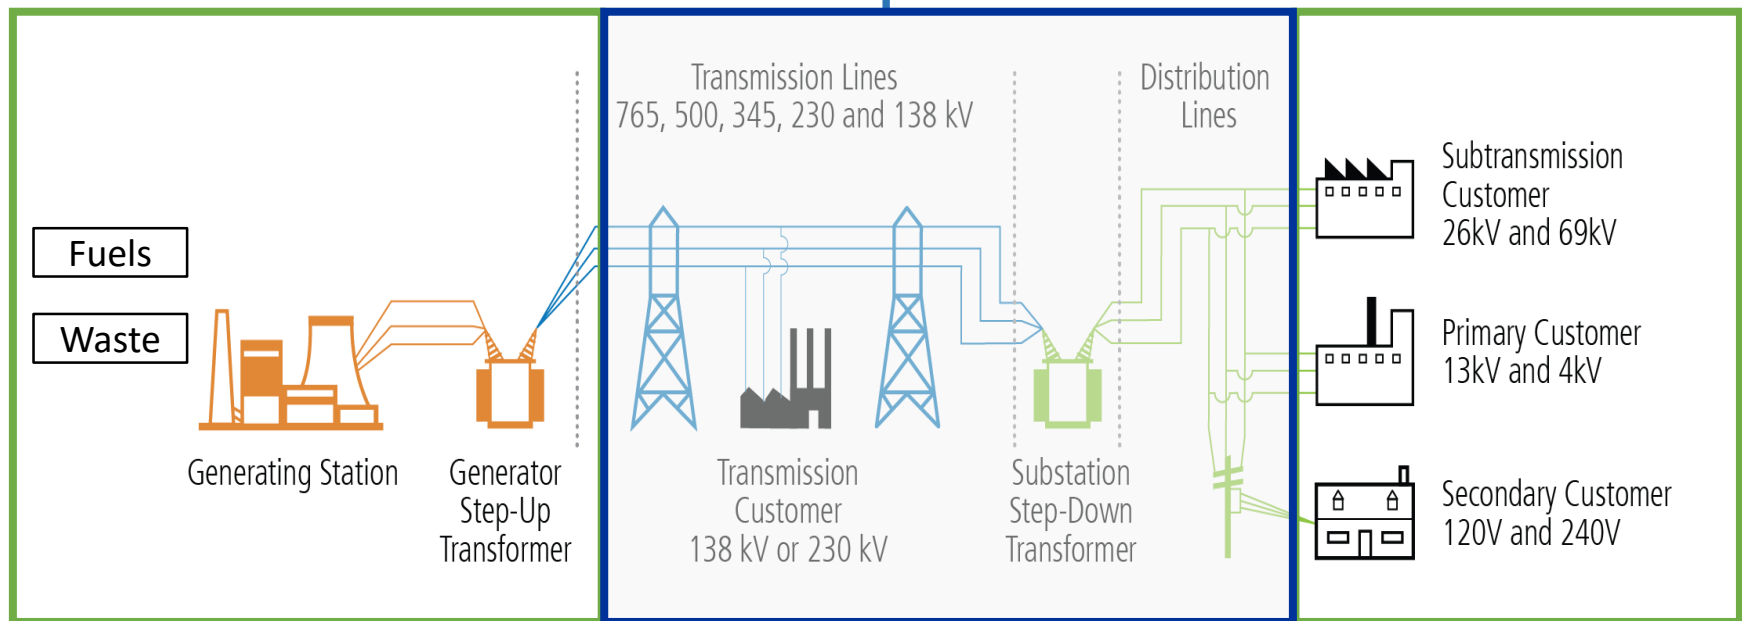 Transmission Lines
765, 500, 345, 230 and 138 kV
Distribution
Lines
Subtransmission
Customer
26kV and 69kV
Fuels
Waste
Primary Customer
13kV and 4kV
Generating Station
Generator
Step-Up
Transformer
Transmission
Customer
138 kV or 230 kV
Substation
Step-Down
Transformer
Secondary Customer
120V and 240V